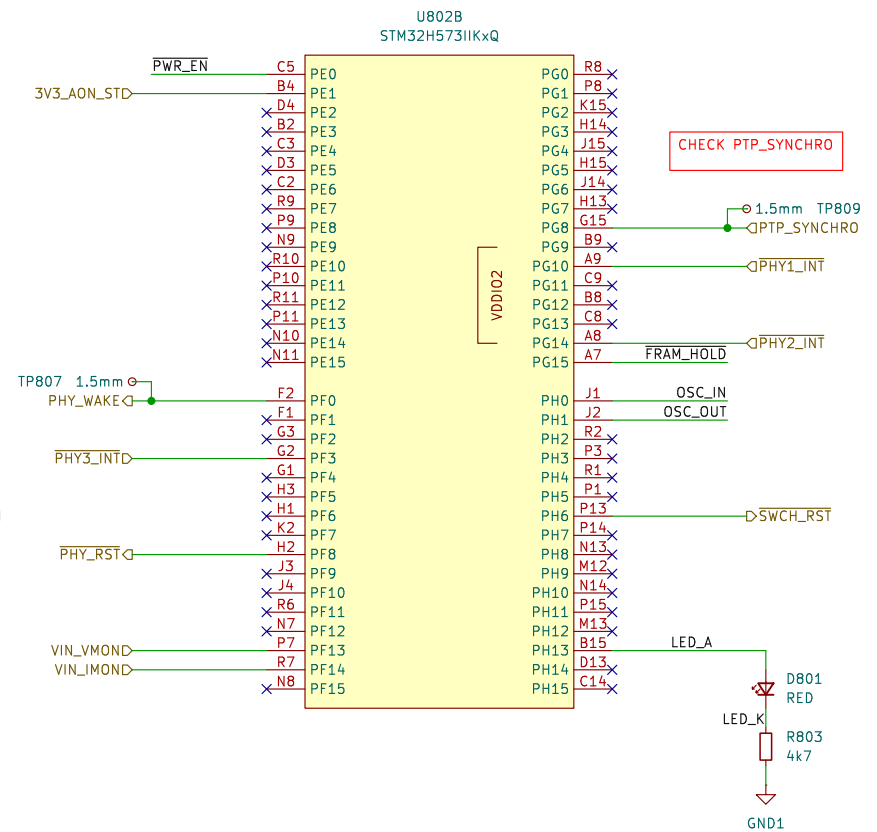 U802B
STM32H573IIKxQ
PWR_EN C5 PE0 PG0 R8
3V3_AON_ST B4 PE1 PG1 P8
D4 PE2 PG2 K15
B2 PE3 PG3 H14
C3 PE4 PG4 J15 CHECK PTP_SYNCHRO
D3 PE5 PG5 H15
C2 PE6 PG6 J14
R9 PE7 PG7 H13 1.5mm TP809
P9 PE8 PG8 G15 PTP_SYNCHRO
N9 PE9 PG9 B9
R10 PE10 PG10 A9 PHY1_INT
P10 PE11 PG11 C9
R11 PE12 VDDIO2 PG12 B8
P11 PE13 PG13 C8
N10 PE14 PG14 A8 PHY2_INT
N11 PE15 PG15 A7 FRAM_HOLD
TP807 1.5mm
PHY_WAKE F2 PF0 PH0 J1 OSC_IN
F1 PF1 PH1 J2 OSC_OUT
G3 PF2 PH2 R2
PHY3_INT G2 PF3 PH3 P3
G1 PF4 PH4 R1
H3 PF5 PH5 P1
H1 PF6 PH6 P13 SWCH_RST
K2 PF7 PH7 P14
PHY_RST H2 PF8 PH8 N13
J3 PF9 PH9 M12
J4 PF10 PH10 N14
R6 PF11 PH11 P15
N7 PF12 PH12 M13
VIN_VMON P7 PF13 PH13 B15 LED_A
VIN_IMON R7 PF14 PH14 D13
N8 PF15 PH15 C14
D801
RED
LED_K
R803
4k7
GND1